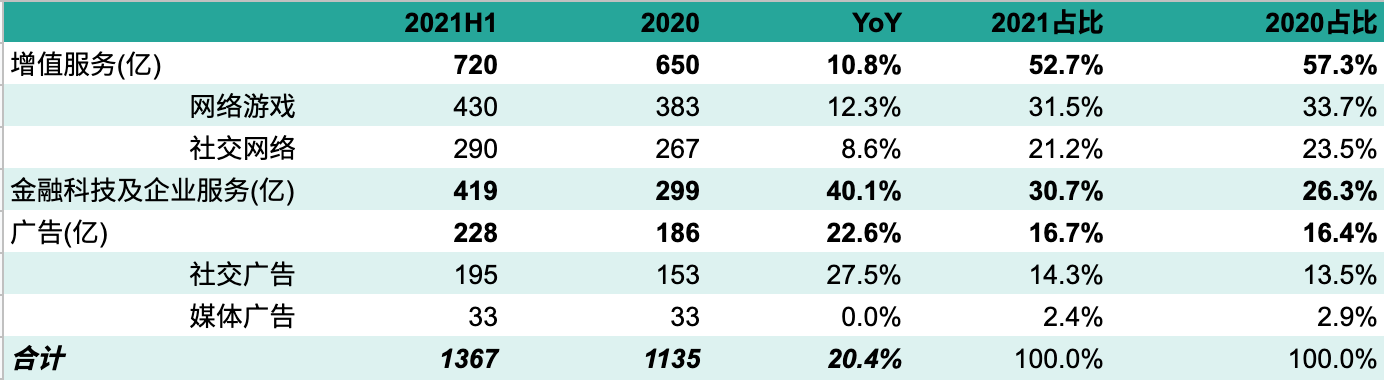 2021H1 2020 YoY 2021占比 2020占比
增值服务(亿) 720 650 10.8% 52.7% 57.3%
网络游戏 430 383 12.3% 31.5% 33.7%
社交网络 290 267 8.6% 21.2% 23.5%
金融科技及企业服务(亿) 419 299 40.1% 30.7% 26.3%
广告(亿) 228 186 22.6% 16.7% 16.4%
社交广告 195 153 27.5% 14.3% 13.5%
媒体广告 33 33 0.0% 2.4% 2.9%
合计 1367 1135 20.4% 100.0% 100.0%